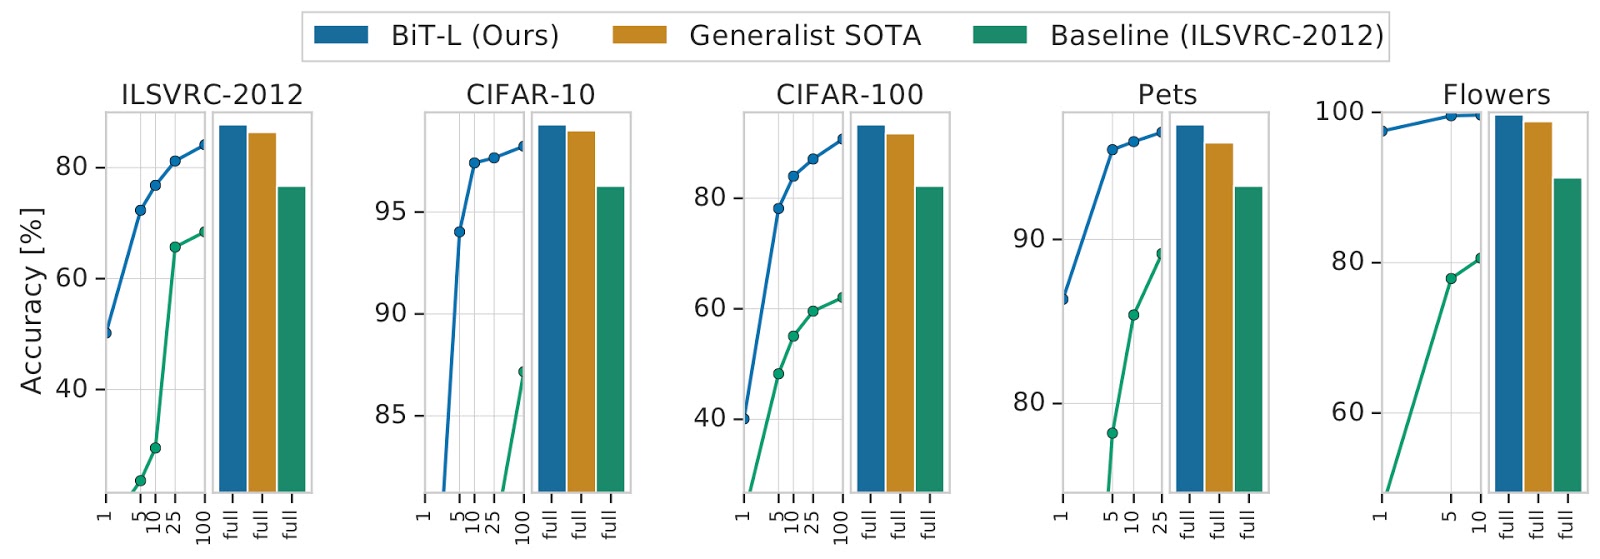 BiT-L (Ours) Generalist SOTA Baseline (ILSVRC-2012)
ILSVRC-2012 CIFAR-10 CIFAR-100 Pets Flowers
Accuracy [%]
80
60
40
1 5 10 25 100 full full full
95
90
85
1 5 10 25 100 full full full
80
60
40
1 5 10 25 100 full full full
90
80
1 5 10 25 full full full
100
80
60
1 5 10 full full full